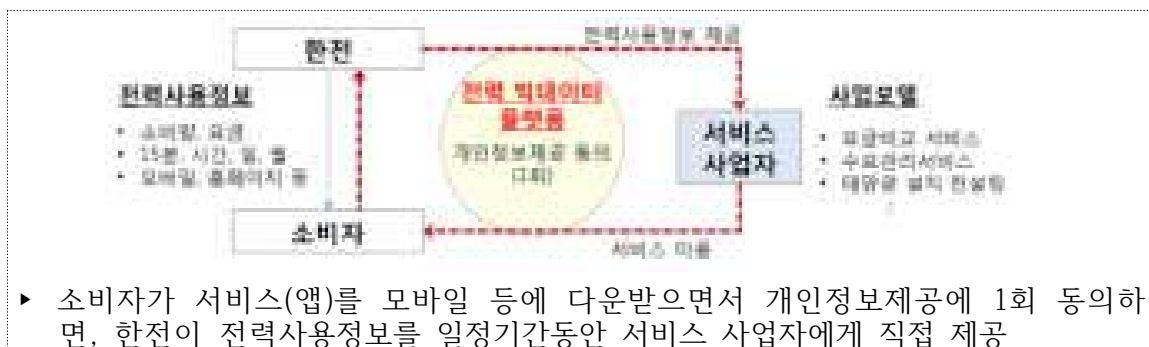 전력사용정보 제공
한전
전력사용정보
• 소비량, 요금
• 15분, 시간, 일, 월
• 모바일, 홈페이지 등
전력 빅데이터
플랫폼
개인정보제공 동의
(1회)
서비스
사업자
사업모델
• 요금비교 서비스
• 수요관리서비스
• 태양광 설치 컨설팅
소비자
서비스 이용
▶ 소비자가 서비스(앱)를 모바일 등에 다운받으면서 개인정보제공에 1회 동의하
면, 한전이 전력사용정보를 일정기간동안 서비스 사업자에게 직접 제공